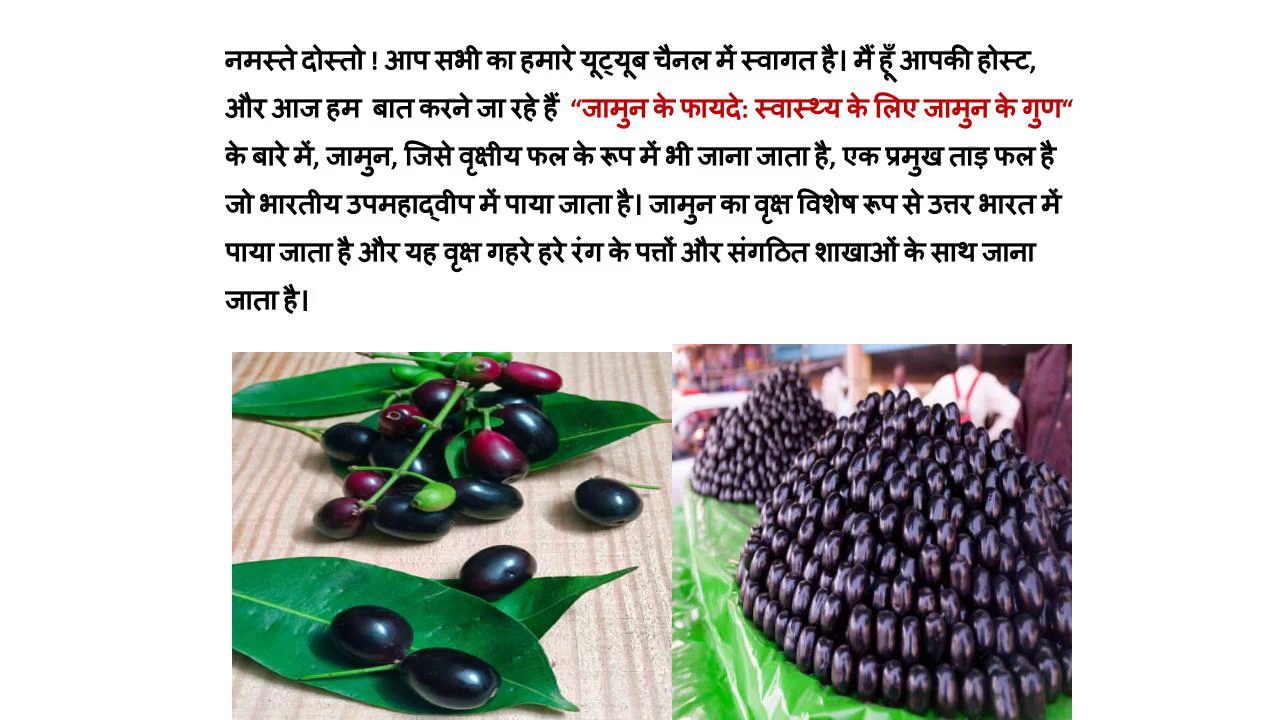 नमस्ते दोस्तो ! आप सभी का हमारे यूट्यूब चैनल में स्वागत है। मैं हूँ आपकी होस्ट,
और आज हम बात करने जा रहे हैं “जामुन के फायदे: स्वास्थ्य के लिए जामुन के गुण“
के बारे में, जामुन, जिसे वृक्षीय फल के रूप में भी जाना जाता है, एक प्रमुख ताड़ फल है
जो भारतीय उपमहाद्वीप में पाया जाता है। जामुन का वृक्ष विशेष रूप से उत्तर भारत में
पाया जाता है और यह वृक्ष गहरे हरे रंग के पत्तों और संगठित शाखाओं के साथ जाना
जाता है।